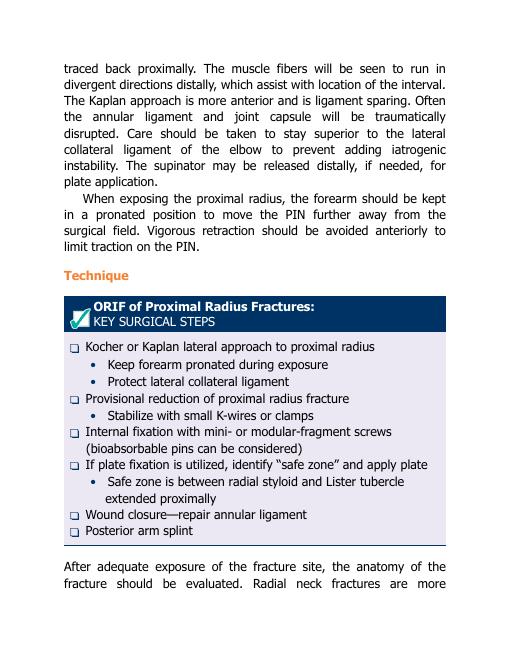 traced back proximally. The muscle fibers will be seen to run in
divergent directions distally, which assist with location of the interval.
The Kaplan approach is more anterior and is ligament sparing. Often
the annular ligament and joint capsule will be traumatically
disrupted. Care should be taken to stay superior to the lateral
collateral ligament of the elbow to prevent adding iatrogenic
instability. The supinator may be released distally, if needed, for
plate application.
When exposing the proximal radius, the forearm should be kept
in a pronated position to move the PIN further away from the
surgical field. Vigorous retraction should be avoided anteriorly to
limit traction on the PIN.
Technique
ORIF of Proximal Radius Fractures:
KEY SURGICAL STEPS
❑ Kocher or Kaplan lateral approach to proximal radius
• Keep forearm pronated during exposure
• Protect lateral collateral ligament
❑ Provisional reduction of proximal radius fracture
• Stabilize with small K-wires or clamps
❑ Internal fixation with mini- or modular-fragment screws
(bioabsorbable pins can be considered)
❑ If plate fixation is utilized, identify “safe zone” and apply plate
• Safe zone is between radial styloid and Lister tubercle
extended proximally
❑ Wound closure—repair annular ligament
❑ Posterior arm splint
After adequate exposure of the fracture site, the anatomy of the
fracture should be evaluated. Radial neck fractures are more